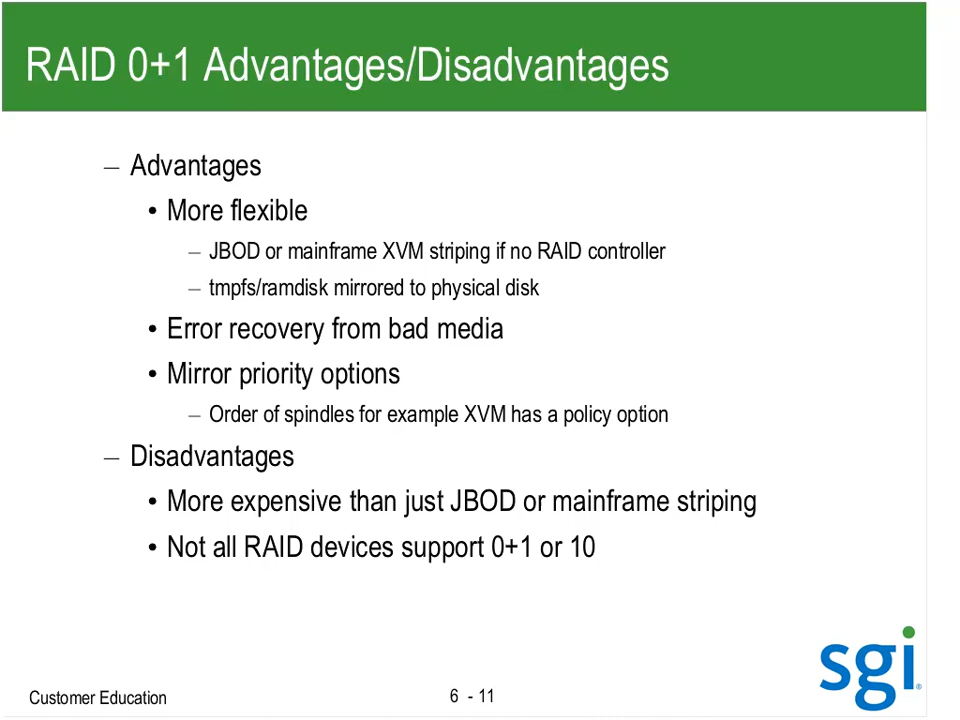 RAID 0+1 Advantages/Disadvantages
– Advantages
• More flexible
– JBOD or mainframe XVM striping if no RAID controller
– tmpfs/ramdisk mirrored to physical disk
• Error recovery from bad media
• Mirror priority options
– Order of spindles for example XVM has a policy option
– Disadvantages
• More expensive than just JBOD or mainframe striping
• Not all RAID devices support 0+1 or 10
sgi®
Customer Education
6 - 11